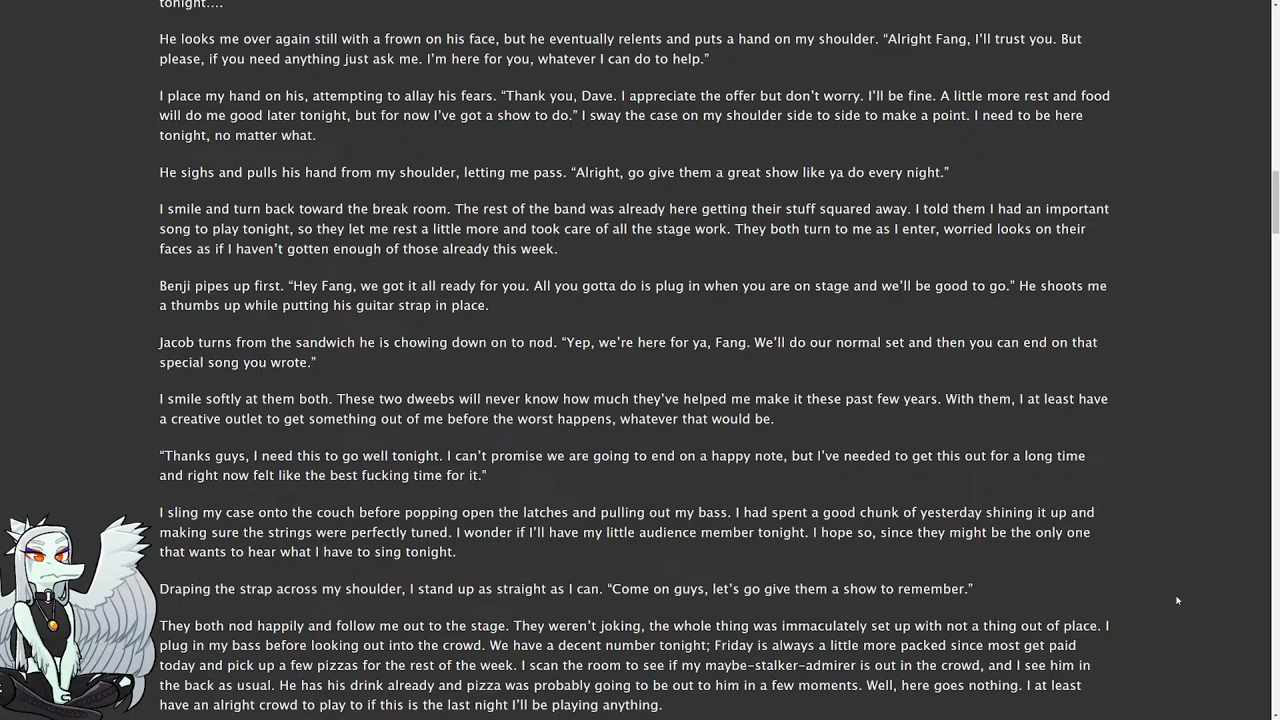 tonight....
He looks me over again still with a frown on his face, but he eventually relents and puts a hand on my shoulder. “Alright Fang, I’ll trust you. But
please, if you need anything just ask me. I’m here for you, whatever I can do to help.”
I place my hand on his, attempting to allay his fears. “Thank you, Dave. I appreciate the offer but don’t worry. I’ll be fine. A little more rest and food
will do me good later tonight, but for now I’ve got a show to do.” I sway the case on my shoulder side to side to make a point. I need to be here
tonight, no matter what.
He sighs and pulls his hand from my shoulder, letting me pass. “Alright, go give them a great show like ya do every night.”
I smile and turn back toward the break room. The rest of the band was already here getting their stuff squared away. I told them I had an important
song to play tonight, so they let me rest a little more and took care of all the stage work. They both turn to me as I enter, worried looks on their
faces as if I haven’t gotten enough of those already this week.
Benji pipes up first. “Hey Fang, we got it all ready for you. All you gotta do is plug in when you are on stage and we’ll be good to go.” He shoots me
a thumbs up while putting his guitar strap in place.
Jacob turns from the sandwich he is chowing down on to nod. “Yep, we’re here for ya, Fang. We’ll do our normal set and then you can end on that
special song you wrote.”
I smile softly at them both. These two dweebs will never know how much they’ve helped me make it these past few years. With them, I at least have
a creative outlet to get something out of me before the worst happens, whatever that would be.
“Thanks guys, I need this to go well tonight. I can’t promise we are going to end on a happy note, but I’ve needed to get this out for a long time
and right now felt like the best fucking time for it.”
I sling my case onto the couch before popping open the latches and pulling out my bass. I had spent a good chunk of yesterday shining it up and
making sure the strings were perfectly tuned. I wonder if I’ll have my little audience member tonight. I hope so, since they might be the only one
that wants to hear what I have to sing tonight.
Draping the strap across my shoulder, I stand up as straight as I can. “Come on guys, let’s go give them a show to remember.”
They both nod happily and follow me out to the stage. They weren’t joking, the whole thing was immaculately set up with not a thing out of place. I
plug in my bass before looking out into the crowd. We have a decent number tonight; Friday is always a little more packed since most get paid
today and pick up a few pizzas for the rest of the week. I scan the room to see if my maybe-stalker-admirer is out in the crowd, and I see him in
the back as usual. He has his drink already and pizza was probably going to be out to him in a few moments. Well, here goes nothing. I at least
have an alright crowd to play to if this is the last night I’ll be playing anything.